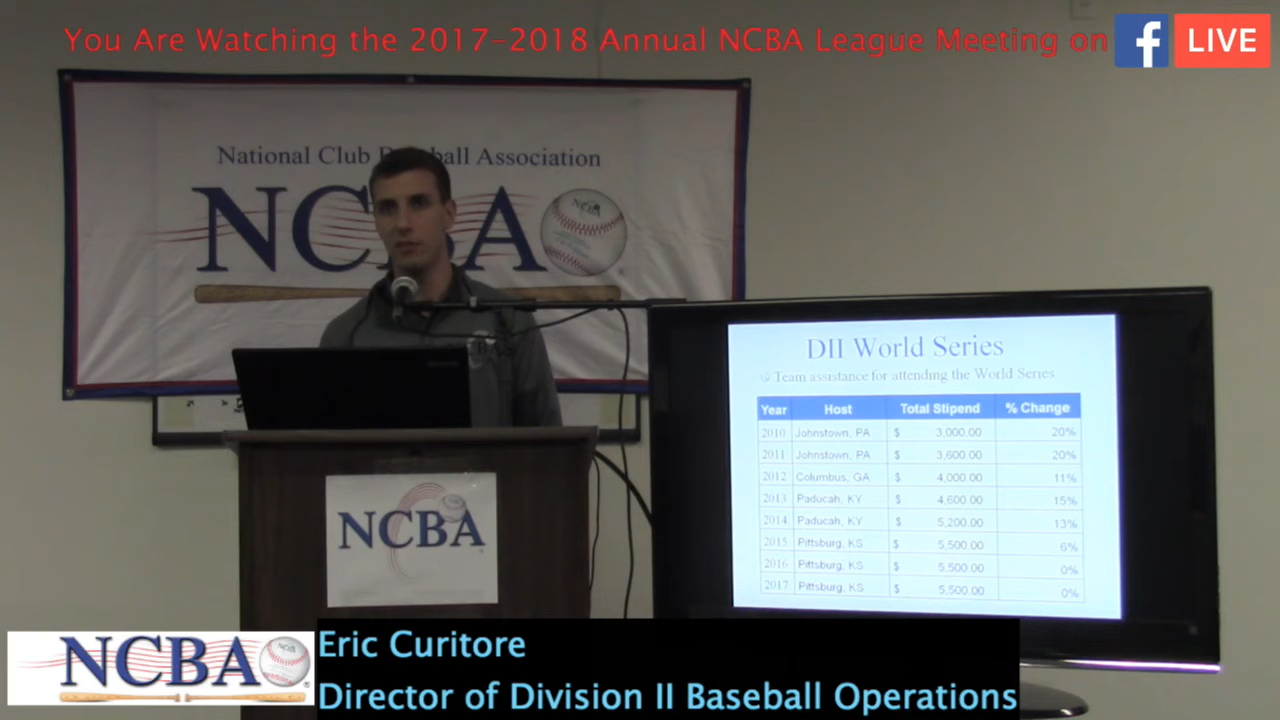 You Are Watching the 2017-2018 Annual NCBA League Meeting on f LIVE
National Club Baseball Association
NCBA
NCBA
DII World Series
Team assistance for attending the World Series
Year Host Total Stipend % Change
2010 Johnstown, PA $ 3,000.00 20%
2011 Johnstown, PA $ 3,600.00 20%
2012 Columbus, GA $ 4,000.00 11%
2013 Paducah, KY $ 4,600.00 15%
2014 Paducah, KY $ 5,200.00 13%
2015 Pittsburg, KS $ 5,500.00 6%
2016 Pittsburg, KS $ 5,500.00 0%
2017 Pittsburg, KS $ 5,500.00 0%
NCBA
NCBA
Eric Curitore
Director of Division II Baseball Operations